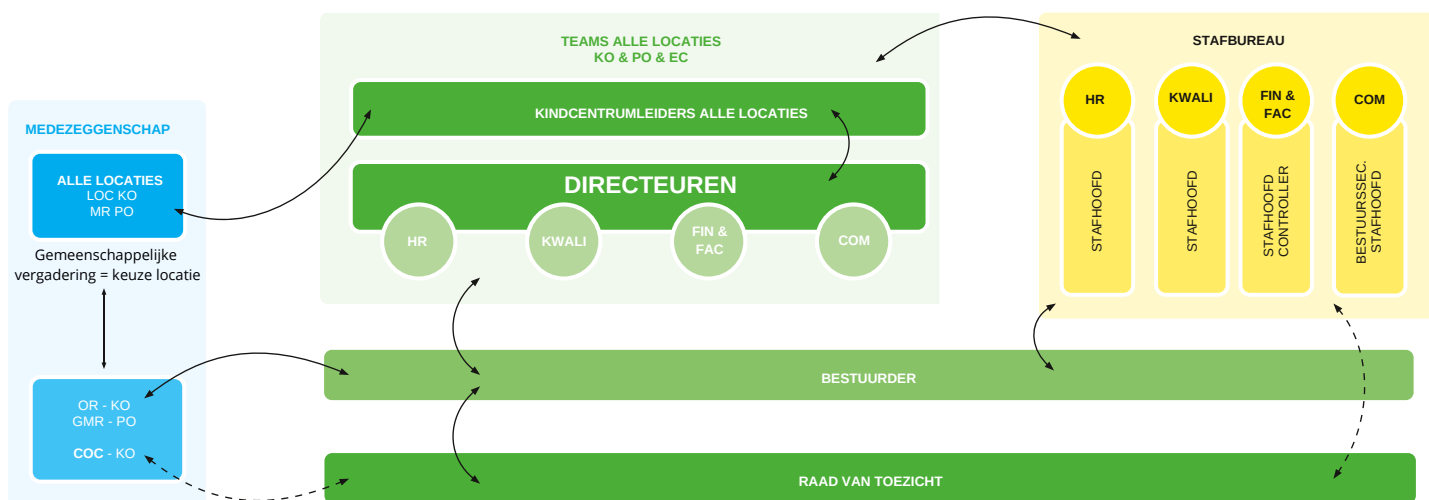 MEDEZEGGENSCHAP
ALLE LOCATIES
LOC KO
MR PO
Gemeenschappelijke
vergadering = keuze locatie
OR - KO
GMR - PO
COC - KO
TEAMS ALLE LOCATIES
KO & PO & EC
KINDCENTRUMLEIDERS ALLE LOCATIES
DIRECTEUREN
HR
KWALI
FIN &
FAC
COM
STAFBUREAU
HR
KWALI
FIN &
FAC
COM
STAFHOOFD
STAFHOOFD
STAFHOOFD
CONTROLLER
BESTUURSSEC.
STAFHOOFD
BESTUURDER
RAAD VAN TOEZICHT